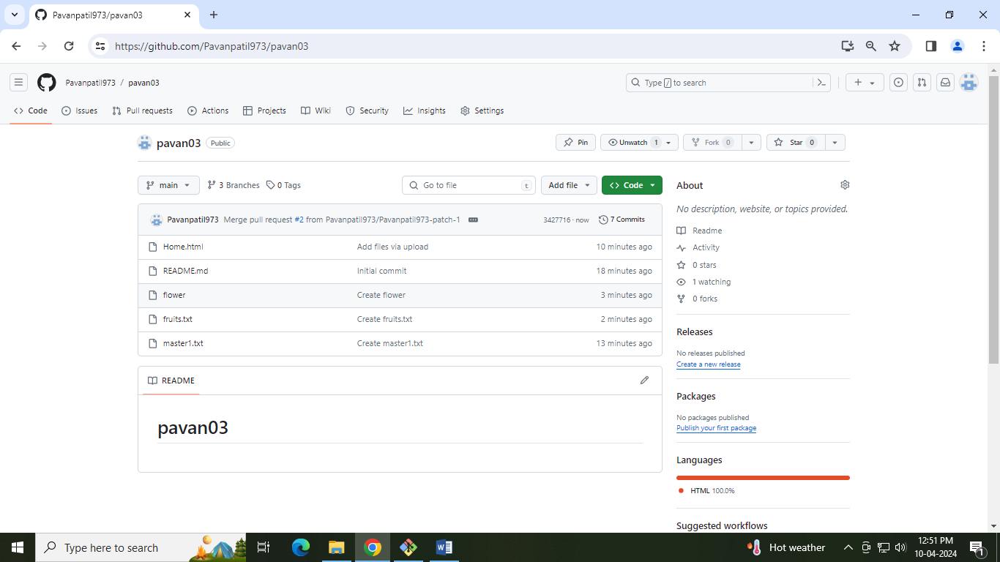 Pavanpatil973/pavan03
https://github.com/Pavanpatil973/pavan03
Pavanpatil973 / pavan03
Type / to search
Code Issues Pull requests Actions Projects Wiki Security Insights Settings
pavan03 Public
Pin Unwatch 1 Fork 0 Star 0
main 3 Branches 0 Tags Go to file t Add file Code
Pavanpatil973 Merge pull request #2 from Pavanpatil973/Pavanpatil973-patch-1 3427716 · now 7 Commits
Home.html Add files via upload 10 minutes ago
README.md Initial commit 18 minutes ago
flower Create flower 3 minutes ago
fruits.txt Create fruits.txt 2 minutes ago
master1.txt Create master1.txt 13 minutes ago
README
pavan03
About
No description, website, or topics provided.
Readme
Activity
0 stars
1 watching
0 forks
Releases
No releases published
Create a new release
Packages
No packages published
Publish your first package
Languages
HTML 100.0%
Suggested workflows
Type here to search
Hot weather
12:51 PM
10-04-2024
1